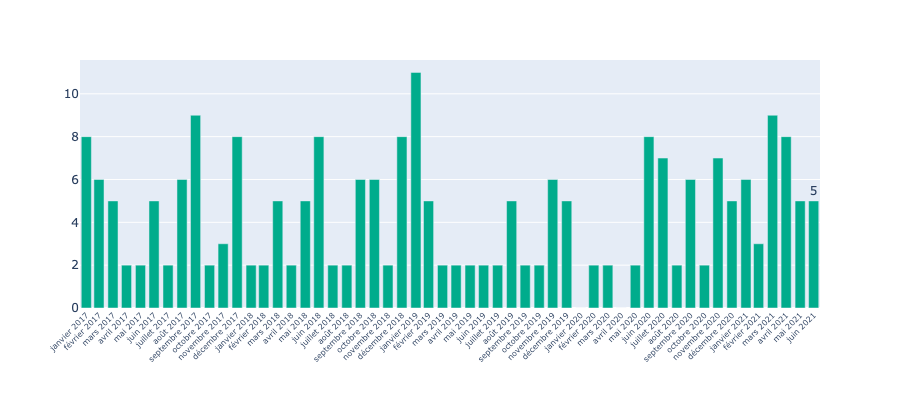 10
8
6
4
2
0
5
janvier 2017
février 2017
mars 2017
avril 2017
mai 2017
juin 2017
juillet 2017
août 2017
septembre 2017
octobre 2017
novembre 2017
décembre 2017
janvier 2018
février 2018
mars 2018
avril 2018
mai 2018
juin 2018
juillet 2018
août 2018
septembre 2018
octobre 2018
novembre 2018
décembre 2018
janvier 2019
février 2019
mars 2019
avril 2019
mai 2019
juin 2019
juillet 2019
août 2019
septembre 2019
octobre 2019
novembre 2019
décembre 2019
janvier 2020
février 2020
mars 2020
avril 2020
mai 2020
juin 2020
juillet 2020
août 2020
septembre 2020
octobre 2020
novembre 2020
décembre 2020
janvier 2021
février 2021
mars 2021
avril 2021
mai 2021
juin 2021